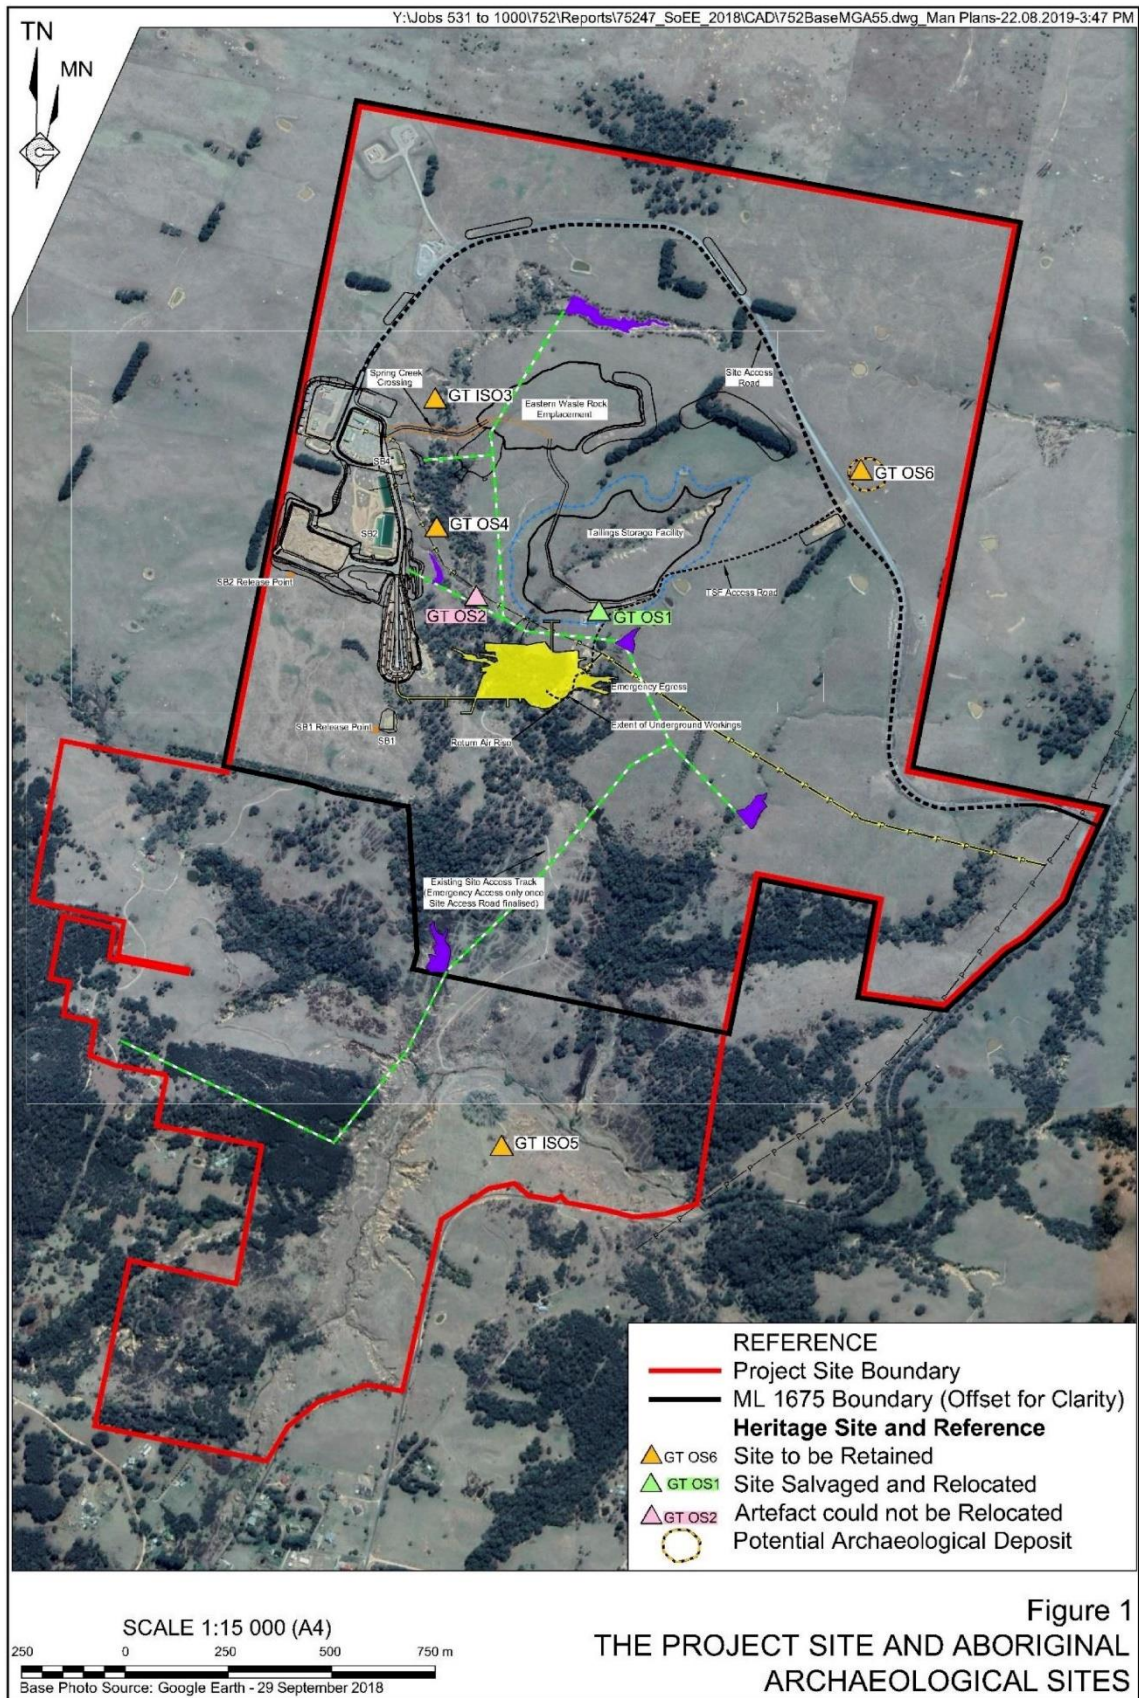 Y:\Jobs 531 to 1000\752\Reports\75247_SoEE_2018\CAD\752BaseMGA55.dwg_Man Plans-22.08.2019-3:47 PM
TN
MN
Spring Creek
Crossing
GT ISO3
Eastern Waste Rock
Emplacement
Site Access
Road
GT OS6
SB4
GT OS4
SB2
Tailings Storage Facility
SB2 Release Point
GT OS2
GT OS1
TSF Access Road
Emergency Egress
Extent of Underground Workings
SB1 Release Point
SB1
Return Air Rise
Existing Site Access Track
(Emergency Access only once
Site Access Road finalised)
GT ISO5
REFERENCE
Project Site Boundary
ML 1675 Boundary (Offset for Clarity)
Heritage Site and Reference
GT OS6 Site to be Retained
GT OS1 Site Salvaged and Relocated
GT OS2 Artefact could not be Relocated
Potential Archaeological Deposit
SCALE 1:15 000 (A4)
250 0 250 500 750 m
Base Photo Source: Google Earth - 29 September 2018
Figure 1
THE PROJECT SITE AND ABORIGINAL
ARCHAEOLOGICAL SITES